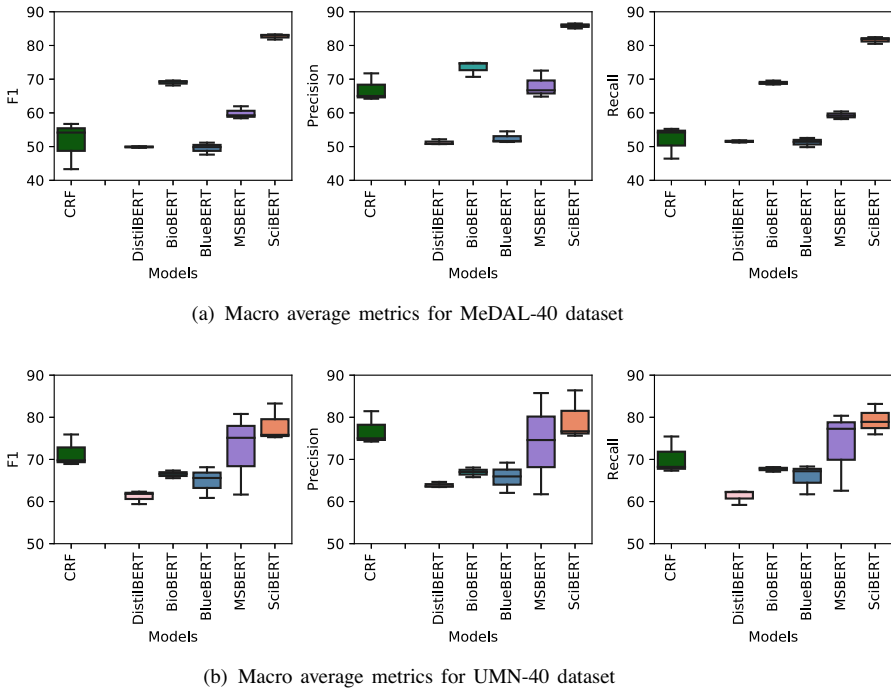 90
80
70
60
50
40
F1
CRF
DistilBERT
BioBERT
BlueBERT
MSBERT
SciBERT
Models
90
80
70
60
50
40
Precision
CRF
DistilBERT
BioBERT
BlueBERT
MSBERT
SciBERT
Models
90
80
70
60
50
40
Recall
CRF
DistilBERT
BioBERT
BlueBERT
MSBERT
SciBERT
Models
(a) Macro average metrics for MeDAL-40 dataset
90
80
70
60
50
F1
CRF
DistilBERT
BioBERT
BlueBERT
MSBERT
SciBERT
Models
90
80
70
60
50
Precision
CRF
DistilBERT
BioBERT
BlueBERT
MSBERT
SciBERT
Models
90
80
70
60
50
Recall
CRF
DistilBERT
BioBERT
BlueBERT
MSBERT
SciBERT
Models
(b) Macro average metrics for UMN-40 dataset